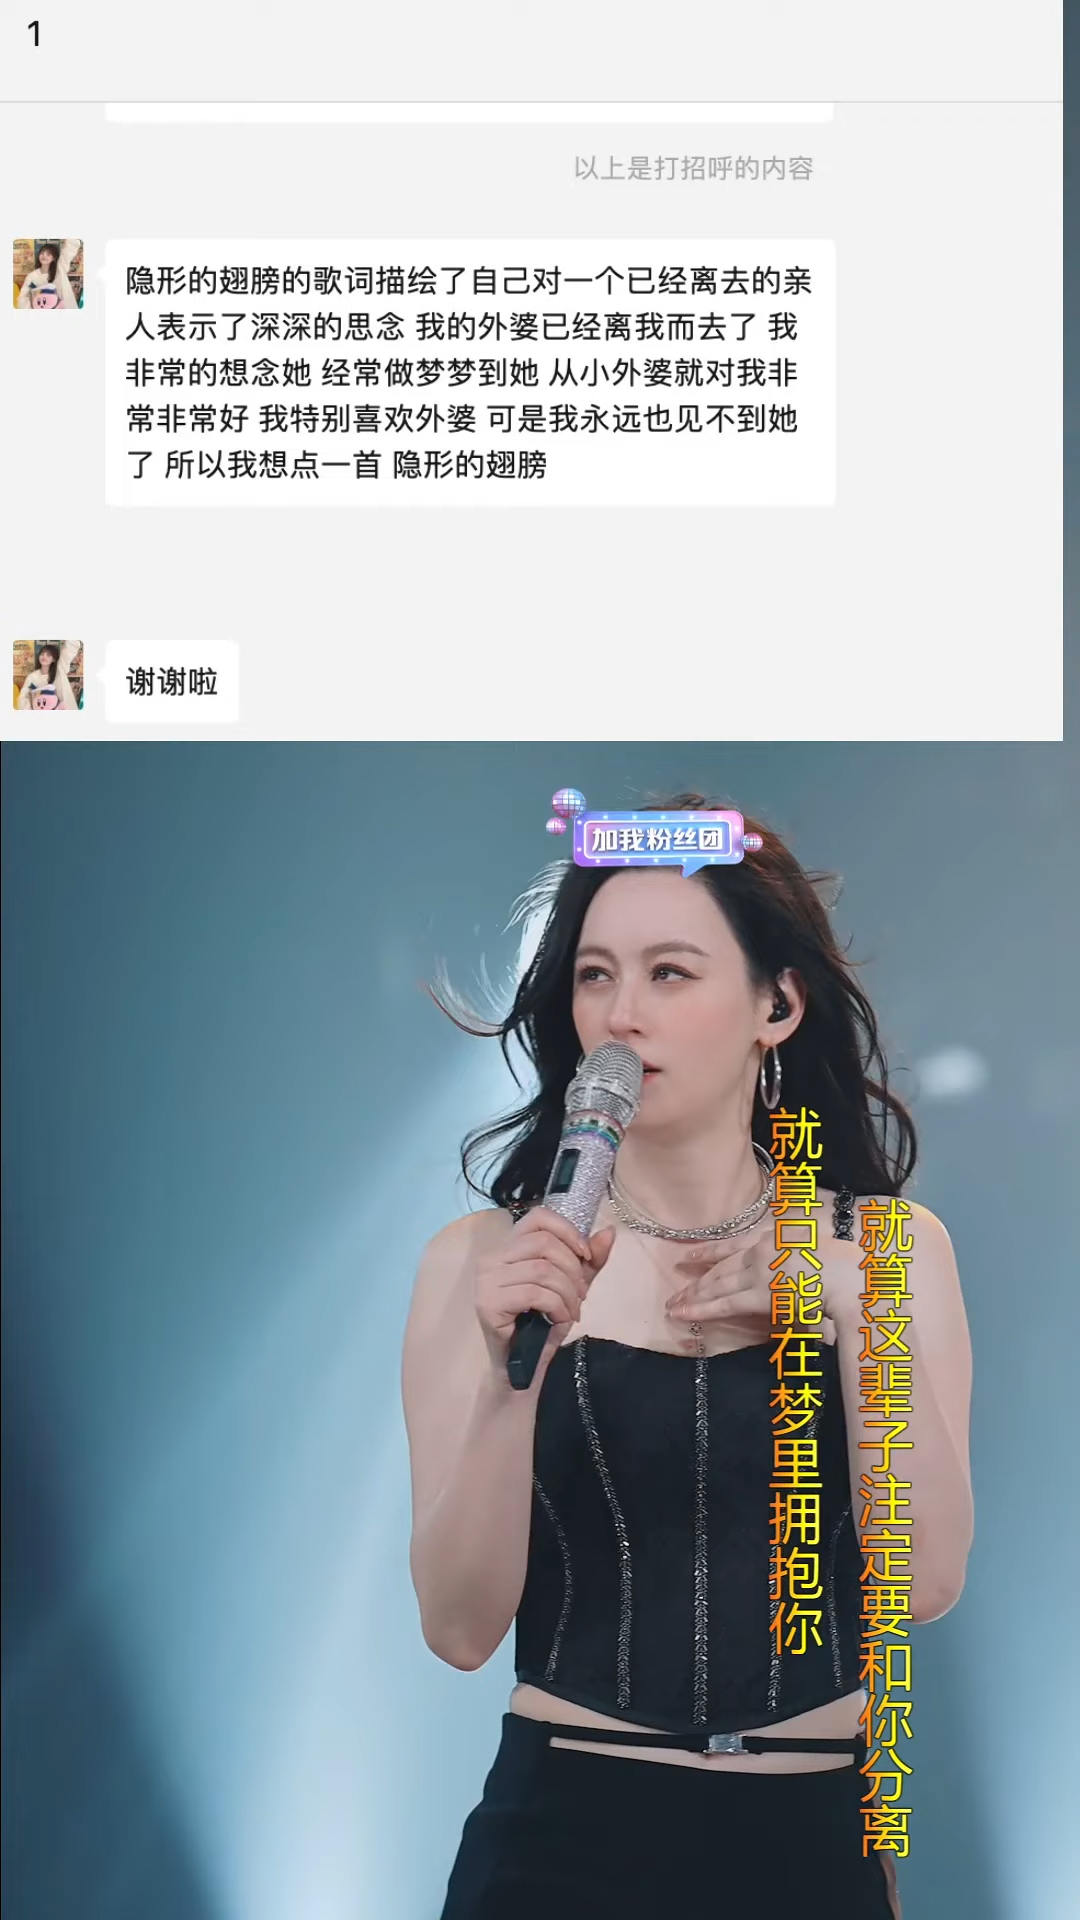 1
以上是打招呼的内容
隐形的翅膀的歌词描绘了自己对一个已经离去的亲
人表示了深深的思念 我的外婆已经离我而去了 我
非常的想念她 经常做梦梦到她 从小外婆就对我非
常非常好 我特别喜欢外婆 可是我永远也见不到她
了 所以我想点一首 隐形的翅膀
谢谢啦
加我粉丝团
就算这辈子注定要和你分离
就算只能在梦里拥抱你